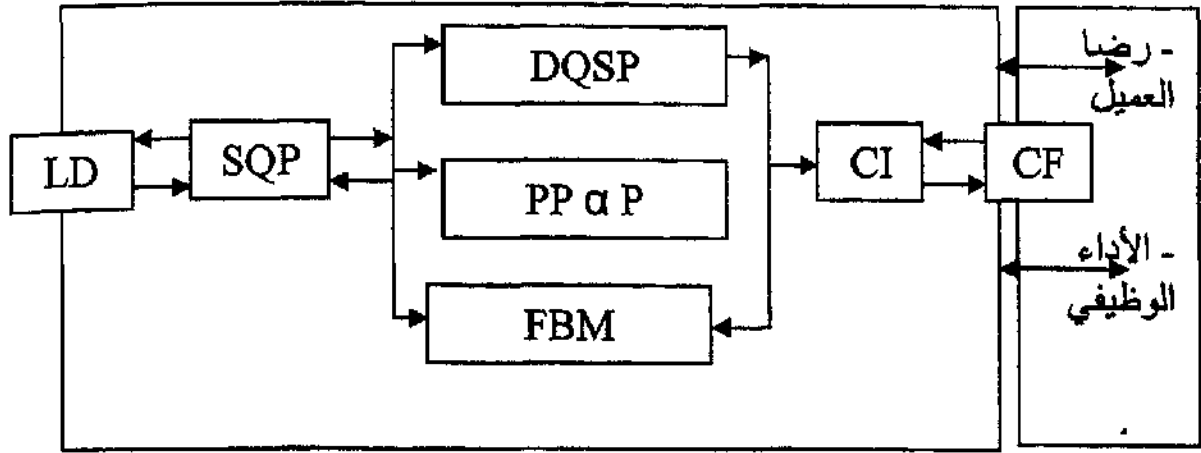 LD
SQP
DQSP
PP α P
FBM
CI
CF
- رضا
العميل
- الأداء
الوظيفي